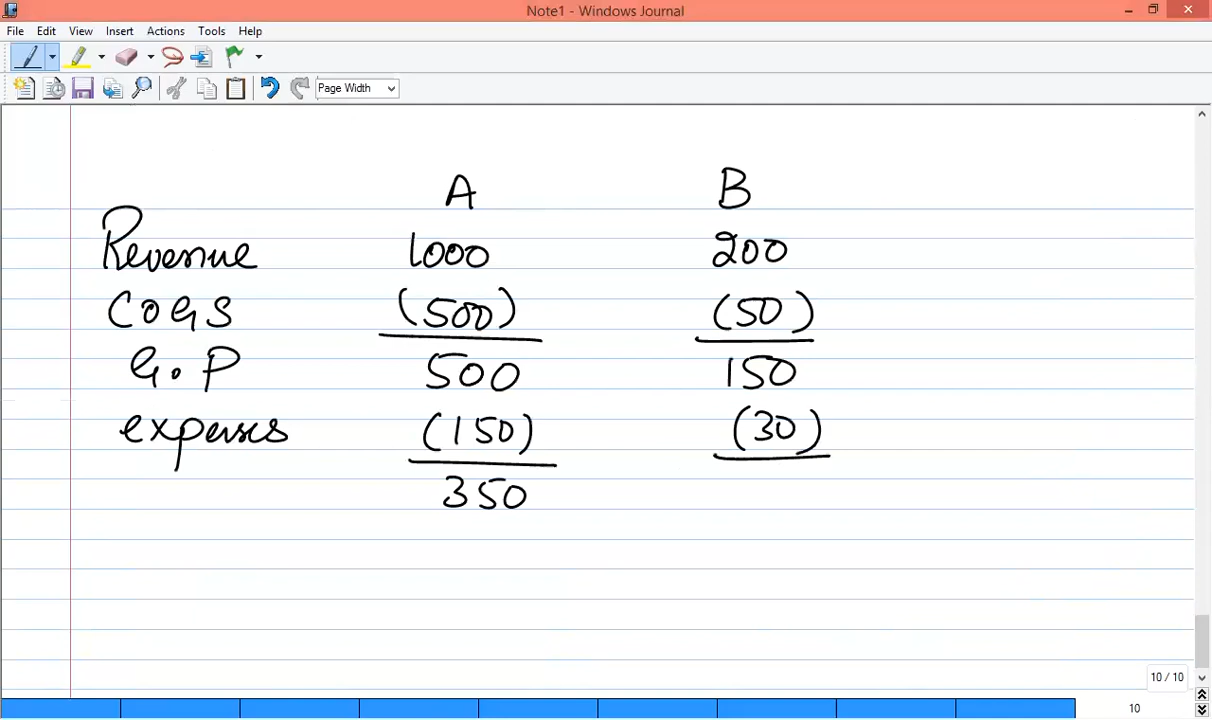 Note1 - Windows Journal
File Edit View Insert Actions Tools Help
Page Width
A B
Revenue 1000 200
COGS (500) (50)
G.P 500 150
expenses (150) (30)
350
10 / 10
10